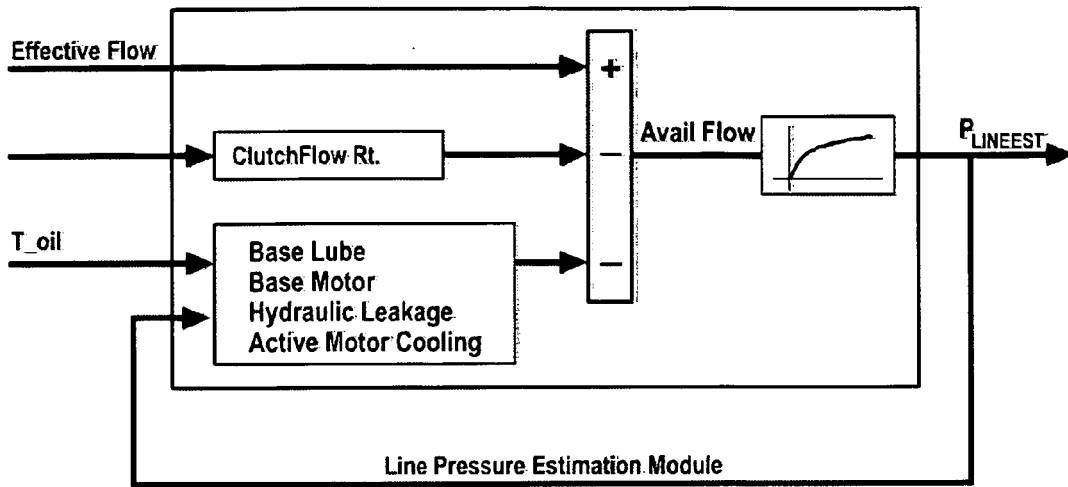 Effective Flow
+
ClutchFlow Rt.
−
Avail Flow
PLINEEST
T_oil
Base Lube
Base Motor
Hydraulic Leakage
Active Motor Cooling
−
Line Pressure Estimation Module